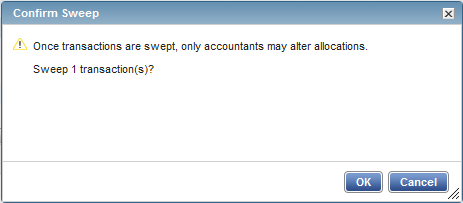 Confirm Sweep
Once transactions are swept, only accountants may alter allocations.
Sweep 1 transaction(s)?
OK Cancel